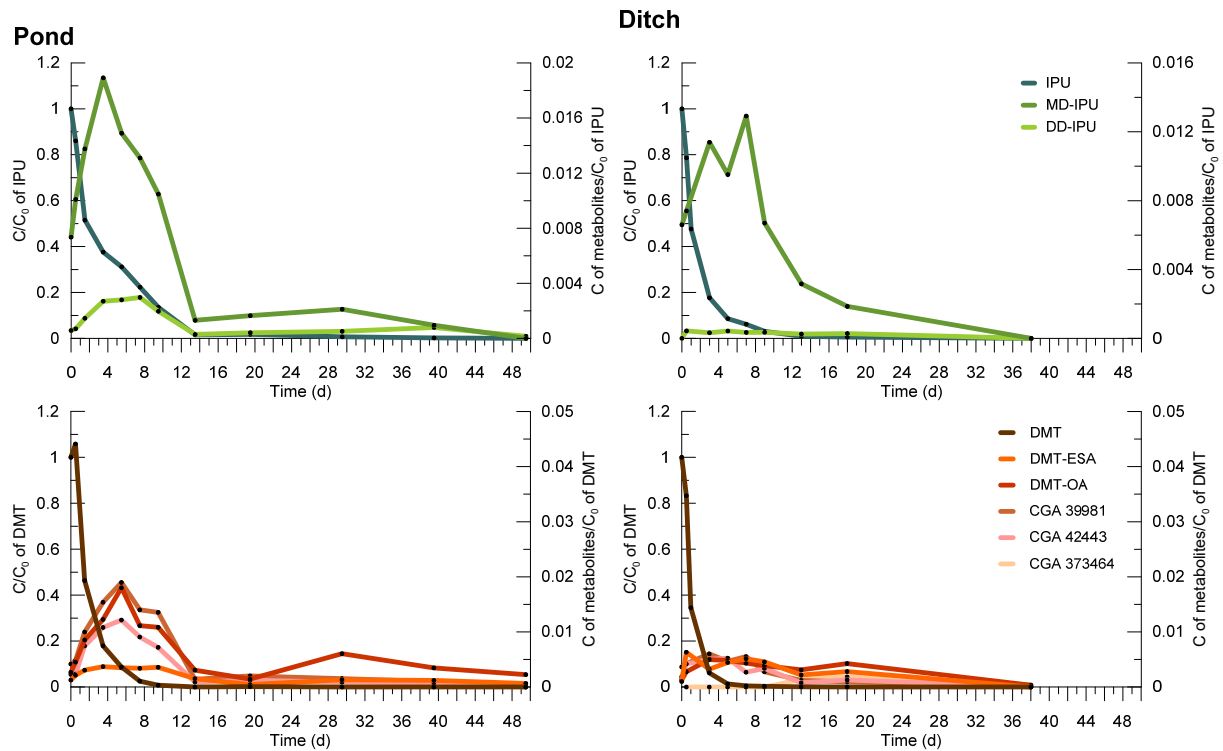 Pond
Ditch
1.2
1
0.8
0.6
0.4
0.2
0
C/C0 of IPU
0.02
0.016
0.012
0.008
0.004
0
C of metabolites/C0 of IPU
0 4 8 12 16 20 24 28 32 36 40 44 48
Time (d)
1.2
1
0.8
0.6
0.4
0.2
0
C/C0 of IPU
0.016
0.012
0.008
0.004
0
C of metabolites/C0 of IPU
IPU
MD-IPU
DD-IPU
0 4 8 12 16 20 24 28 32 36 40 44 48
Time (d)
1.2
1
0.8
0.6
0.4
0.2
0
C/C0 of DMT
0.05
0.04
0.03
0.02
0.01
0
C of metabolites/C0 of DMT
0 4 8 12 16 20 24 28 32 36 40 44 48
Time (d)
1.2
1
0.8
0.6
0.4
0.2
0
C/C0 of DMT
0.05
0.04
0.03
0.02
0.01
0
C of metabolites/C0 of DMT
DMT
DMT-ESA
DMT-OA
CGA 39981
CGA 42443
CGA 373464
0 4 8 12 16 20 24 28 32 36 40 44 48
Time (d)